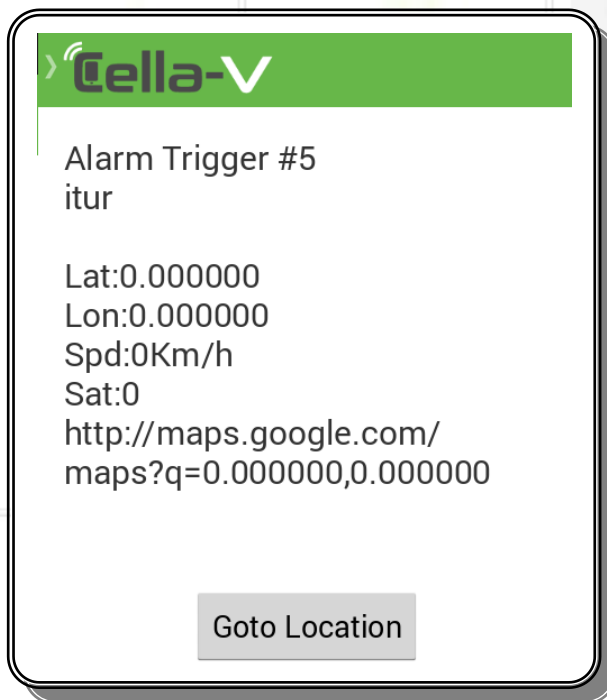 Cella-V
Alarm Trigger #5
itur
Lat:0.000000
Lon:0.000000
Spd:0Km/h
Sat:0
http://maps.google.com/
maps?q=0.000000,0.000000
Goto Location